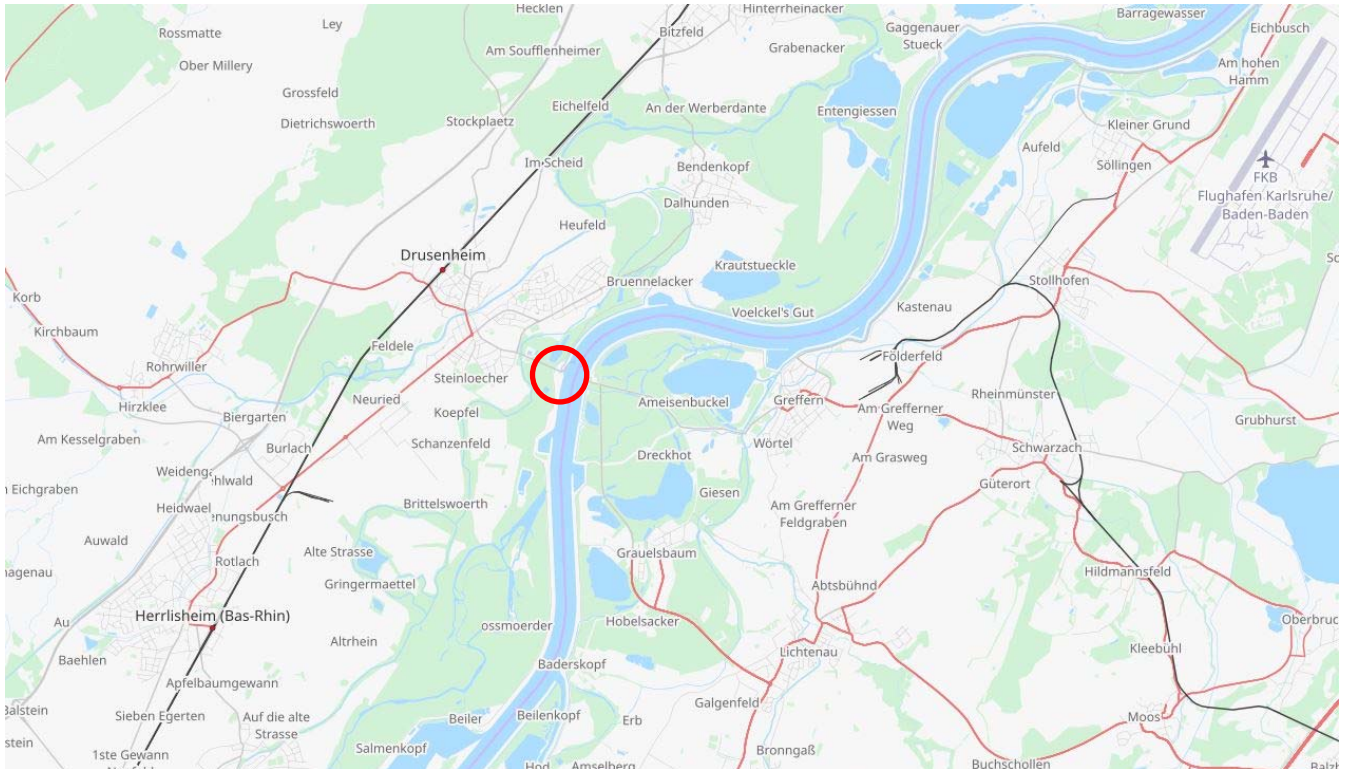 Hecklen
Hinterrheinacker
Barragewasser
Rossmatte
Ley
Bitzfeld
Gaggenauer
Stueck
Eichbusch
Am Soufflenheimer
Grabenacker
Ober Millery
Am hohen
Hamm
Grossfeld
Eichelfeld
An der Werberdante
Entengiessen
Dietrichswoerth
Stockplaetz
Kleiner Grund
Aufeld
Söllingen
Im Scheid
Bendenkopf
FKB
Flughafen Karlsruhe/
Baden-Baden
Dalhunden
Heufeld
Drusenheim
Krautstueckle
Bruennelacker
Stollhofen
Korb
Kastenau
Voelckel's Gut
Kirchbaum
Feldele
Rohrwiller
Földerfeld
Steinloecher
Neuried
Ameisenbuckel
Greffern
Rheinmünster
Hirzklee
Biergarten
Koepfel
Am Grefferner
Weg
Grubhurst
Am Kesselgraben
Burlach
Schanzenfeld
Wörtel
Schwarzach
Dreckhot
Am Grasweg
Weideng
ehlwald
Eichgraben
Giesen
Güterort
Heidwael
Brittelswoerth
Am Grefferner
Feldgraben
enungsbusch
Auwald
Alte Strasse
Grauelsbaum
Rotlach
Hildmannsfeld
agenau
Gringermaettel
Abtsbühnd
Herrlisheim (Bas-Rhin)
Au
ossmoerder
Hobelsacker
Oberbruc
Altrhein
Lichtenau
Kleebühl
Baehlen
Baderskopf
Apfelbaumgewann
Galgenfeld
Balstein
Sieben Egerten
Auf die alte
Strasse
Beiler
Beilenkopf
Erb
Moos
stein
Salmenkopf
Bronngaß
1ste Gewann
Hod
Amselberg
Buchschollen